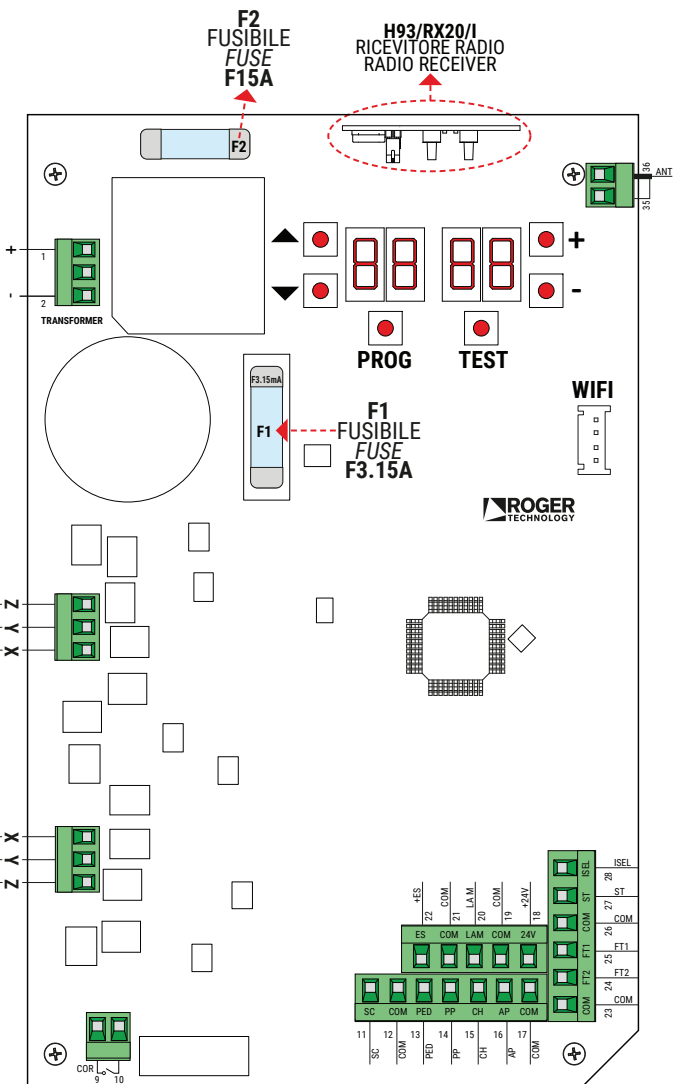 F2
FUSIBILE
FUSE
F15A
H93/RX20/I
RICEVITORE RADIO
RADIO RECEIVER
F2
36
ANT
35
+
1
-
2
TRANSFORMER
+
-
PROG
TEST
F3.15mA
F1
F1
FUSIBILE
FUSE
F3.15A
WIFI
ROGER
TECHNOLOGY
Z
Y
X
X
Y
Z
+ES
22
COM
21
LAM
20
COM
19
+24V
18
ES COM LAM COM 24V
ISEL
ISEL
28
ST
ST
27
COM
COM
26
FT1
FT1
25
FT2
FT2
24
COM
COM
23
SC COM PED PP CH AP COM
11 12 13 14 15 16 17
SC COM PED PP CH AP COM
COR
9 10